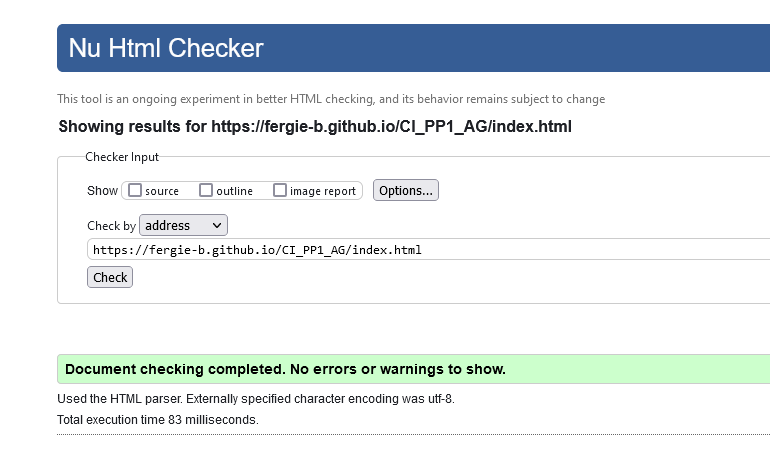 Nu Html Checker
This tool is an ongoing experiment in better HTML checking, and its behavior remains subject to change
Showing results for https://fergie-b.github.io/CI_PP1_AG/index.html
Checker Input
Show source outline image report Options...
Check by address
https://fergie-b.github.io/CI_PP1_AG/index.html
Check
Document checking completed. No errors or warnings to show.
Used the HTML parser. Externally specified character encoding was utf-8.
Total execution time 83 milliseconds.